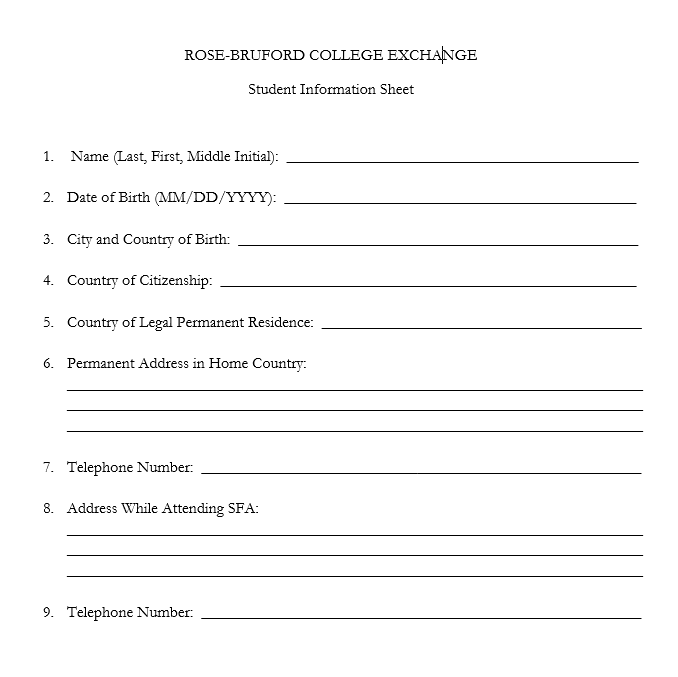 ROSE-BRUFORD COLLEGE EXCHANGE
Student Information Sheet
1. Name (Last, First, Middle Initial):
2. Date of Birth (MM/DD/YYYY):
3. City and Country of Birth:
4. Country of Citizenship:
5. Country of Legal Permanent Residence:
6. Permanent Address in Home Country:
7. Telephone Number:
8. Address While Attending SFA:
9. Telephone Number: